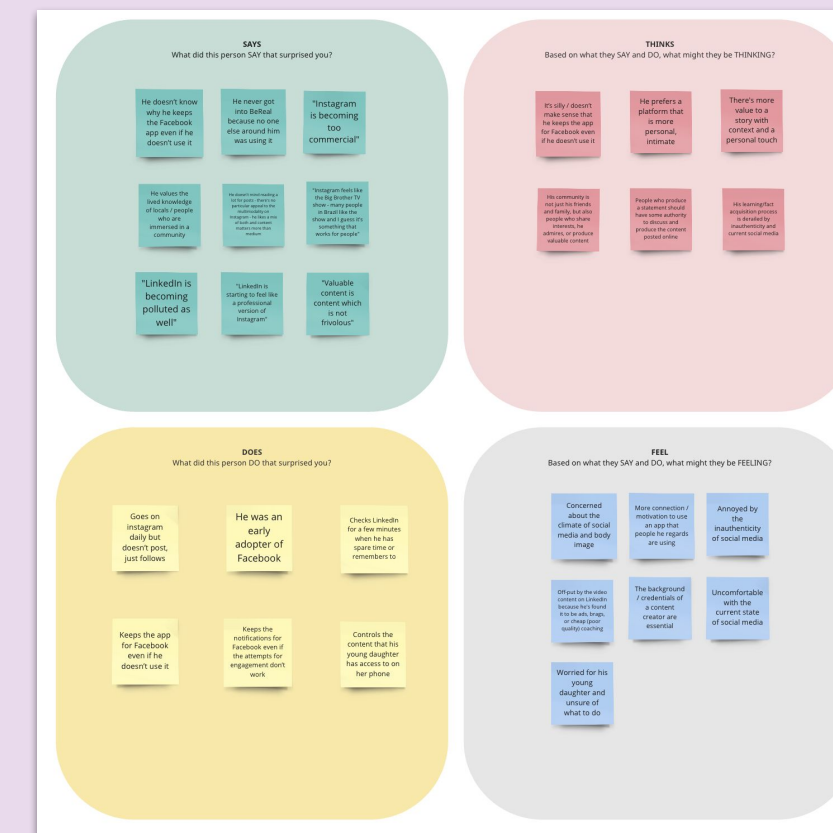 SAYS
What did this person SAY that surprised you?
He doesn't know
why he keeps
the Facebook
app even if he
doesn't use it
He never got
into BeReal
because no one
else around him
was using it
"Instagram
is becoming
too
commercial"
He values the
lived knowledge
of locals / people
who are
immersed in a
community
"Instagram feels like
the Big Brother TV
show - many people
in Brazil like the
show and I guess it's
something that
works for people"
"LinkedIn is
becoming
polluted as
well"
"LinkedIn is
starting to feel like
a professional
version of
Instagram"
"Valuable
content is
content which
is not
frivolous"
THINKS
Based on what they SAY and DO, what might they be THINKING?
It's silly / doesn't
make sense that
he keeps the app
for Facebook even
if he doesn't use it
He prefers a
platform that
is more
personal,
intimate
There's more
value to a
story with
context and a
personal touch
His community is
not just his friends
and family, but also
people who share
interests, he
admires, or produce
valuable content
People who produce
a statement should
have some authority
to discuss and
produce the content
posted online
His learning/fact
acquisition process
is derailed by
inauthenticity and
current social media
DOES
What did this person DO that surprised you?
Goes on
instagram
daily but
doesn't post,
just follows
He was an
early
adopter of
Facebook
Checks LinkedIn
for a few minutes
when he has
spare time or
remembers to
Keeps the app
for Facebook
even if he
doesn't use it
Keeps the
notifications for
Facebook even if
the attempts for
engagement don't
work
Controls the
content that his
young daughter
has access to on
her phone
FEEL
Based on what they SAY and DO, what might they be FEELING?
Concerned
about the
climate of social
media and body
image
More connection /
motivation to use
an app that
people he regards
are using
Annoyed by
the
inauthenticity
of social media
Off-put by the video
content on LinkedIn
because he's found
it to be ads, brags,
or cheap (poor
quality) coaching
The background
/ credentials of
a content
creator are
essential
Uncomfortable
with the
current state
of social media
Worried for his
young
daughter and
unsure of
what to do